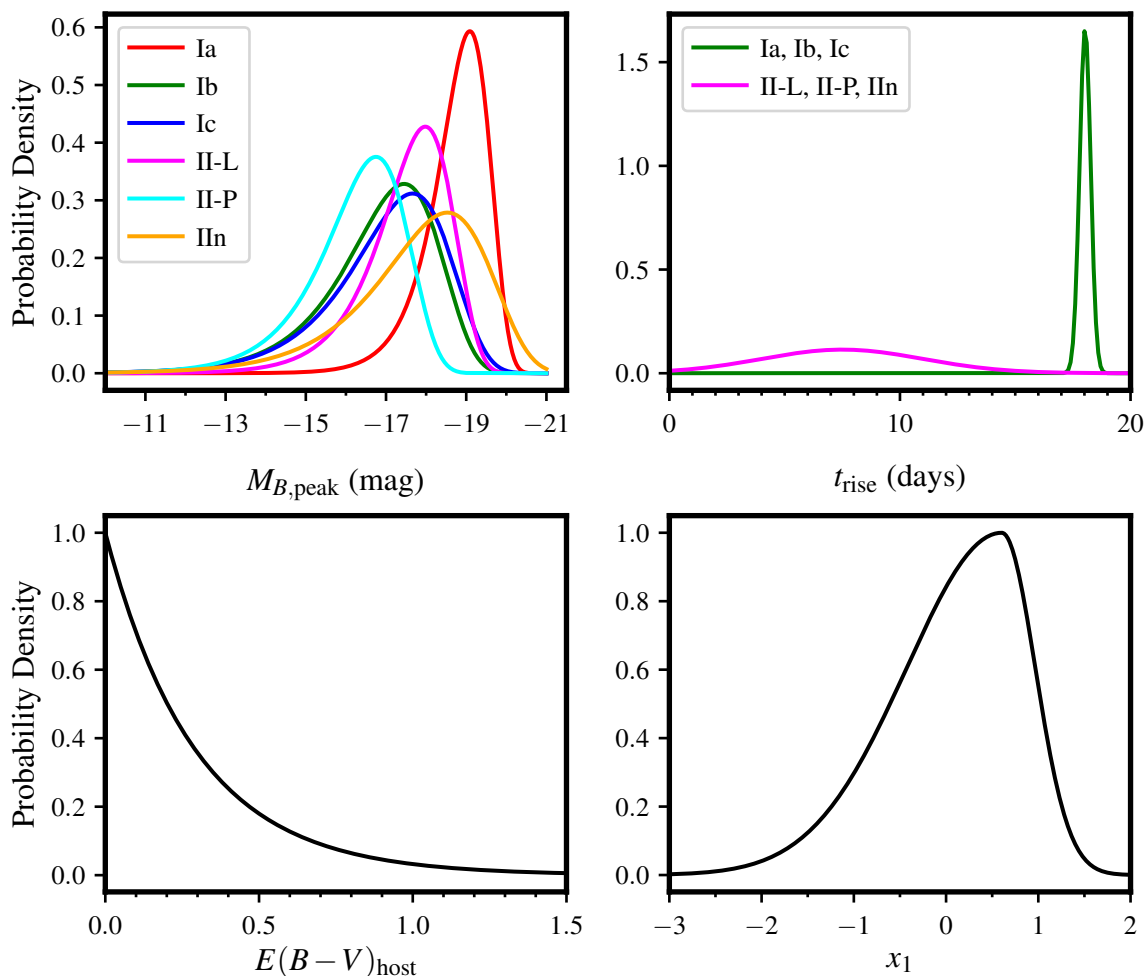 Probability Density
0.6
0.5
0.4
0.3
0.2
0.1
0.0
Ia
Ib
Ic
II-L
II-P
IIn
−11 −13 −15 −17 −19 −21
M_{B,peak} (mag)
1.5
1.0
0.5
0.0
Ia, Ib, Ic
II-L, II-P, IIn
0 10 20
t_{rise} (days)
Probability Density
1.0
0.8
0.6
0.4
0.2
0.0
0.0 0.5 1.0 1.5
E(B−V)_{host}
1.0
0.8
0.6
0.4
0.2
0.0
−3 −2 −1 0 1 2
x_1